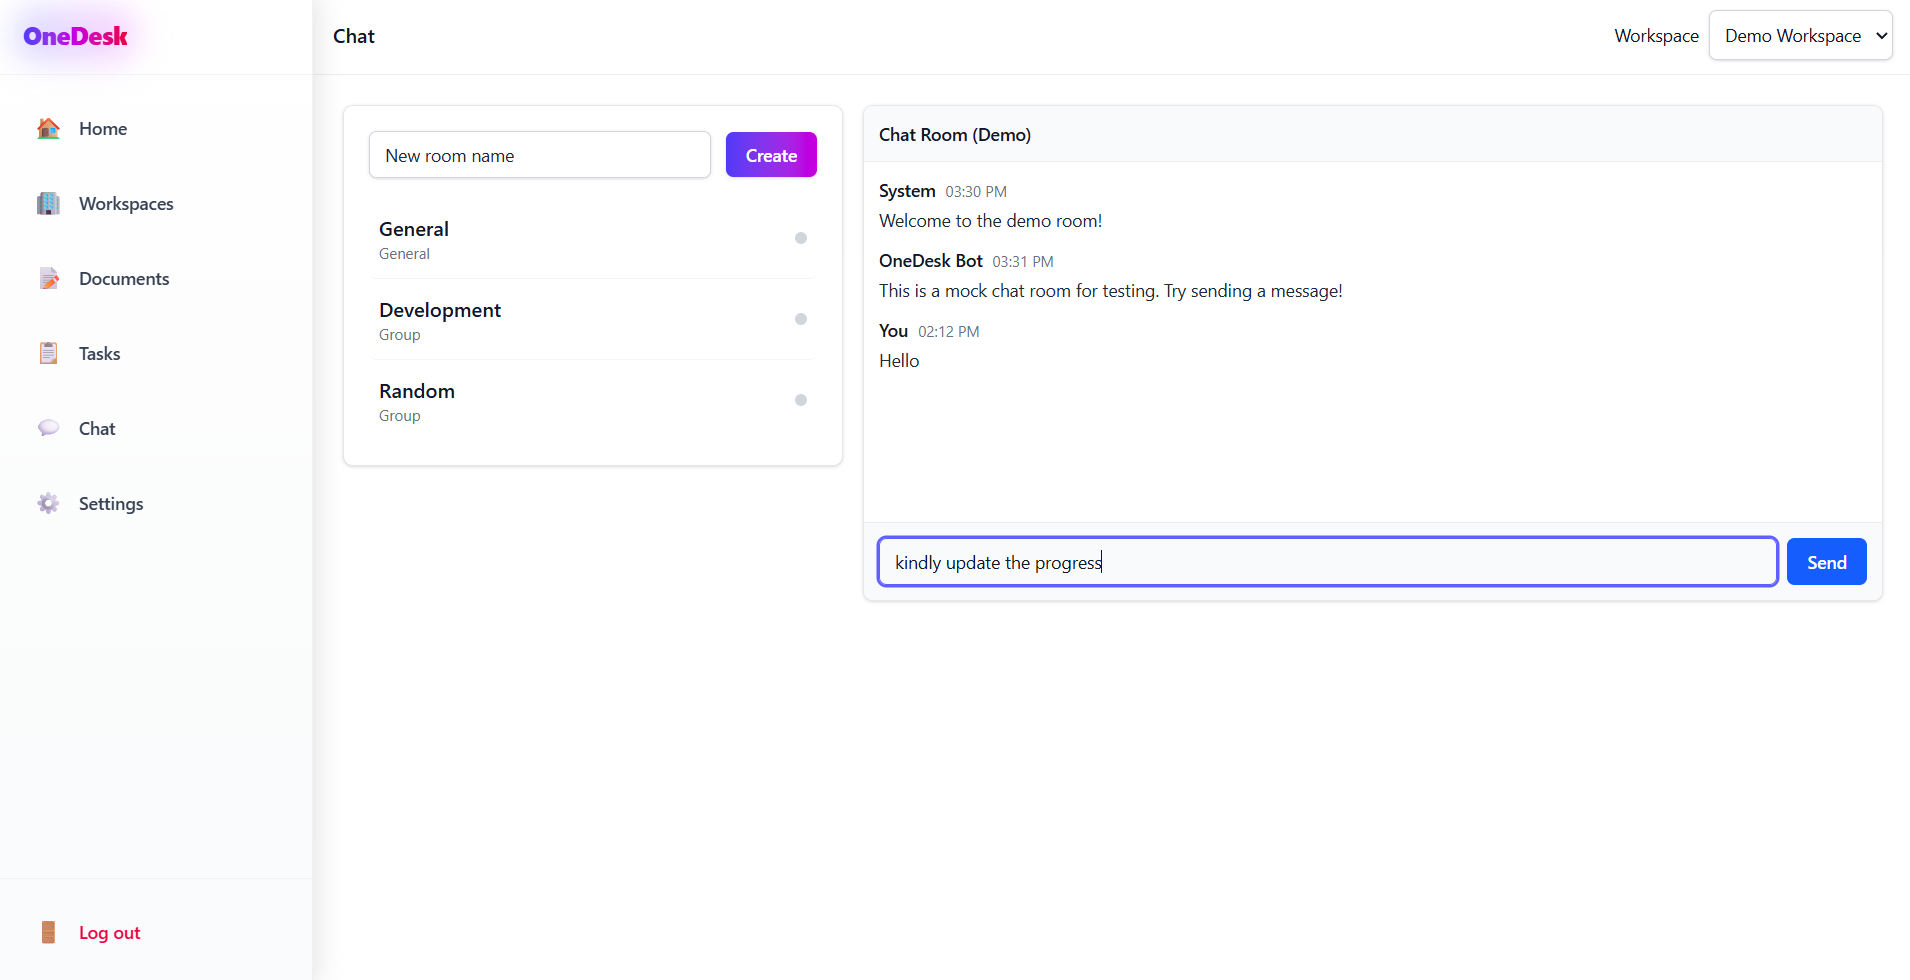 OneDesk
Home
Workspaces
Documents
Tasks
Chat
Settings
Log out
Chat
Workspace
Demo Workspace
New room name
Create
General
General
Development
Group
Random
Group
Chat Room (Demo)
System 03:30 PM
Welcome to the demo room!
OneDesk Bot 03:31 PM
This is a mock chat room for testing. Try sending a message!
You 02:12 PM
Hello
kindly update the progress
Send